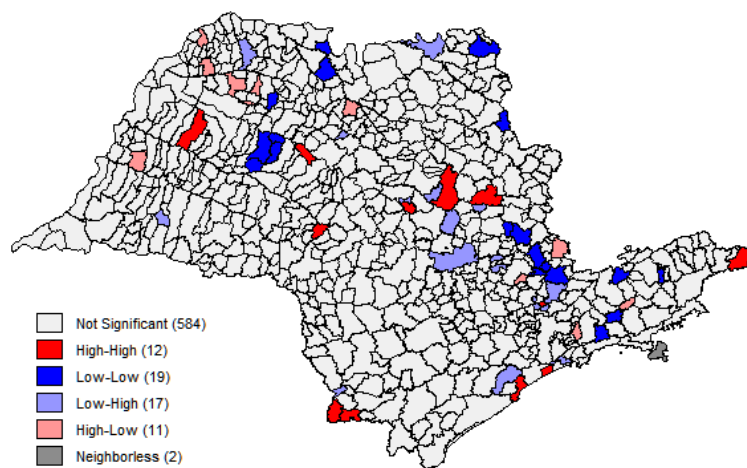 Not Significant (584)
High-High (12)
Low-Low (19)
Low-High (17)
High-Low (11)
Neighborless (2)